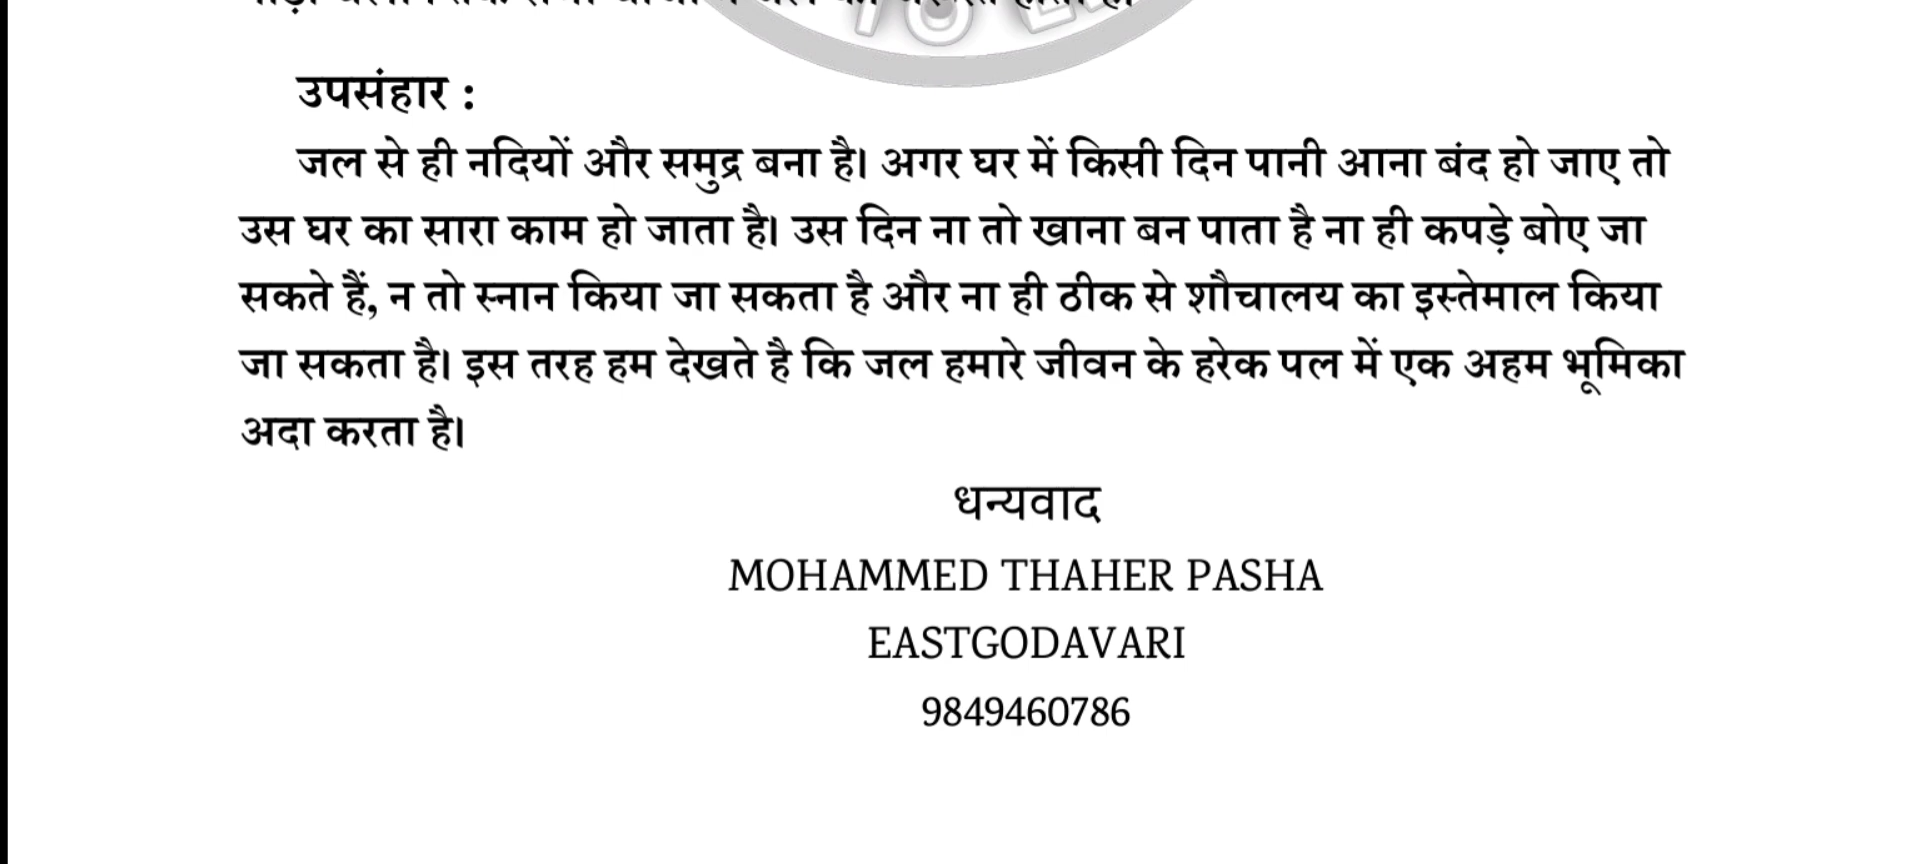 उपसंहार :
जल से ही नदियों और समुद्र बना है। अगर घर में किसी दिन पानी आना बंद हो जाए तो
उस घर का सारा काम हो जाता है। उस दिन ना तो खाना बन पाता है ना ही कपड़े बोए जा
सकते हैं, न तो स्नान किया जा सकता है और ना ही ठीक से शौचालय का इस्तेमाल किया
जा सकता है। इस तरह हम देखते है कि जल हमारे जीवन के हरेक पल में एक अहम भूमिका
अदा करता है।
धन्यवाद
MOHAMMED THAHER PASHA
EASTGODAVARI
9849460786